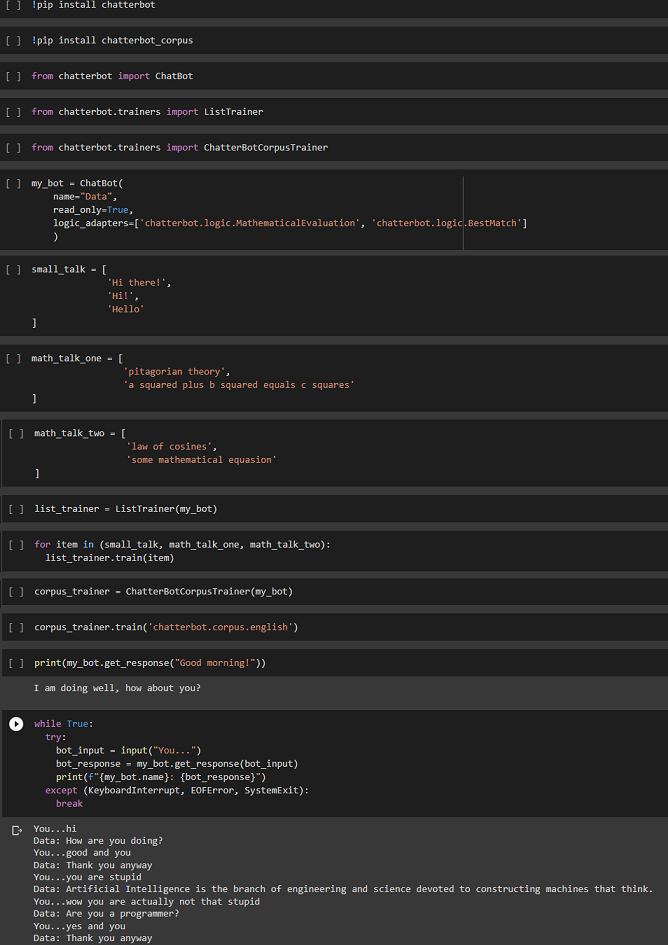 [ ] !pip install chatterbot
[ ] !pip install chatterbot_corpus
[ ] from chatterbot import ChatBot
[ ] from chatterbot.trainers import ListTrainer
[ ] from chatterbot.trainers import ChatterBotCorpusTrainer
[ ] my_bot = ChatBot(
name="Data",
read_only=True,
logic_adapters=['chatterbot.logic.MathematicalEvaluation', 'chatterbot.logic.BestMatch']
)
[ ] small_talk = [
'Hi there!',
'Hi!',
'Hello'
]
[ ] math_talk_one = [
'pitagorian theory',
'a squared plus b squared equals c squares'
]
[ ] math_talk_two = [
'law of cosines',
'some mathematical equasion'
]
[ ] list_trainer = ListTrainer(my_bot)
[ ] for item in (small_talk, math_talk_one, math_talk_two):
list_trainer.train(item)
[ ] corpus_trainer = ChatterBotCorpusTrainer(my_bot)
[ ] corpus_trainer.train('chatterbot.corpus.english')
[ ] print(my_bot.get_response("Good morning!"))
I am doing well, how about you?
while True:
try:
bot_input = input("You...")
bot_response = my_bot.get_response(bot_input)
print(f"{my_bot.name}: {bot_response}")
except (KeyboardInterrupt, EOFError, SystemExit):
break
You...hi
Data: How are you doing?
You...good and you
Data: Thank you anyway
You...you are stupid
Data: Artificial Intelligence is the branch of engineering and science devoted to constructing machines that think.
You...wow you are actually not that stupid
Data: Are you a programmer?
You...yes and you
Data: Thank you anyway